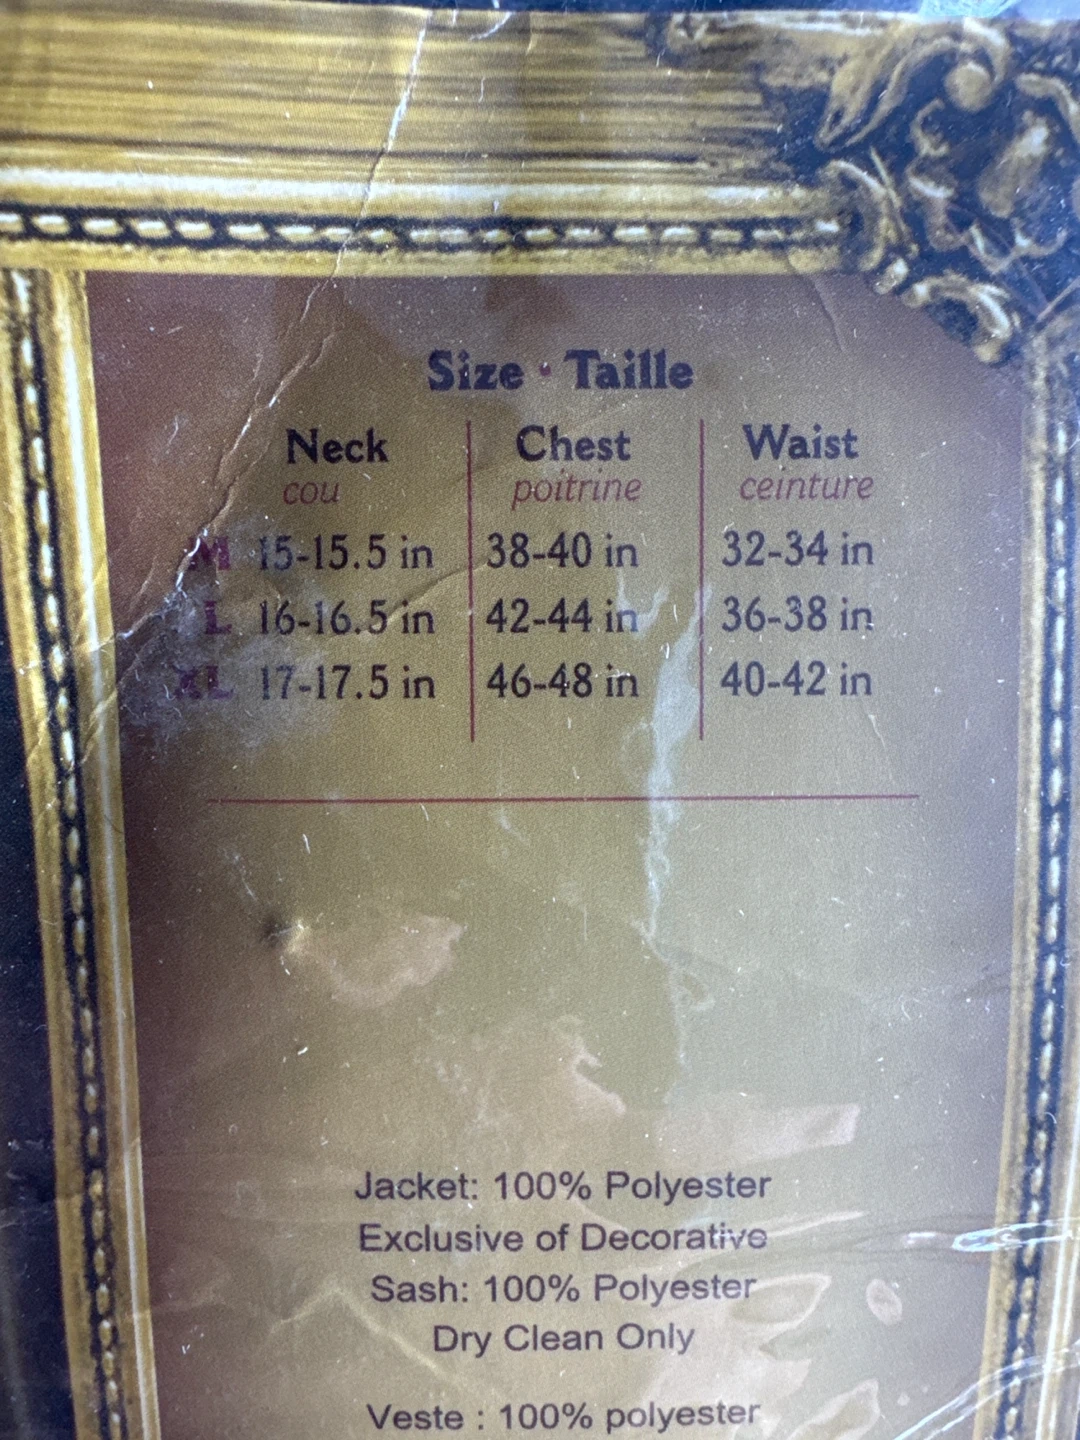 Size · Taille
Neck Chest Waist
cou poitrine ceinture
M 15-15.5 in 38-40 in 32-34 in
L 16-16.5 in 42-44 in 36-38 in
XL 17-17.5 in 46-48 in 40-42 in
Jacket: 100% Polyester
Exclusive of Decorative
Sash: 100% Polyester
Dry Clean Only
Veste : 100% polyester